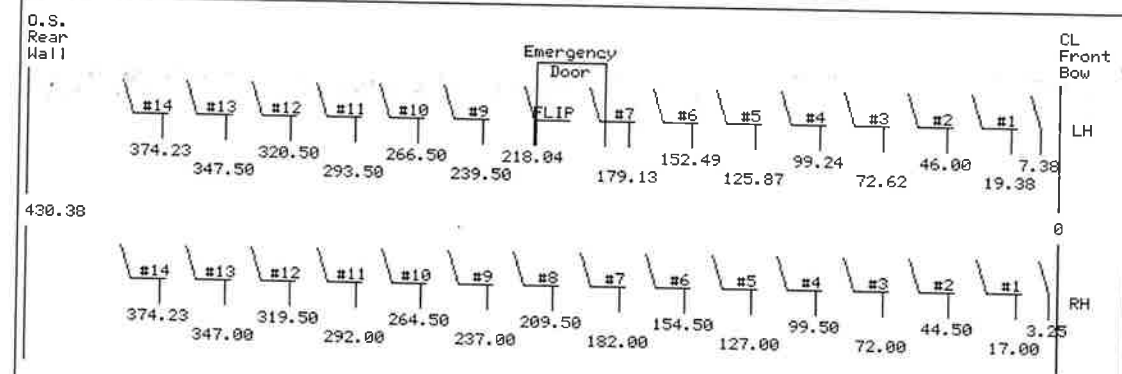 O.S.
Rear
Wall
Emergency
Door
CL
Front
Bow
#14 #13 #12 #11 #10 #9 FLIP #7 #6 #5 #4 #3 #2 #1 LH
374.23 320.50 266.50 218.04 152.49 99.24 46.00 7.38
347.50 293.50 239.50 179.13 125.87 72.62 19.38
430.38
0
#14 #13 #12 #11 #10 #9 #8 #7 #6 #5 #4 #3 #2 #1 RH
374.23 319.50 264.50 209.50 154.50 99.50 44.50 3.25
347.00 292.00 237.00 182.00 127.00 72.00 17.00